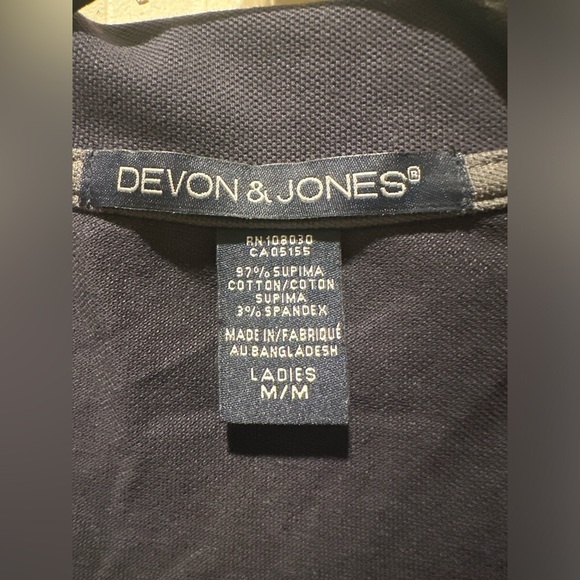 DEVON & JONES®
RN108030
CA05155
97% SUPIMA
COTTON/COTON
SUPIMA
3% SPANDEX
MADE IN/FABRIQUÉ
AU BANGLADESH
LADIES
M/M